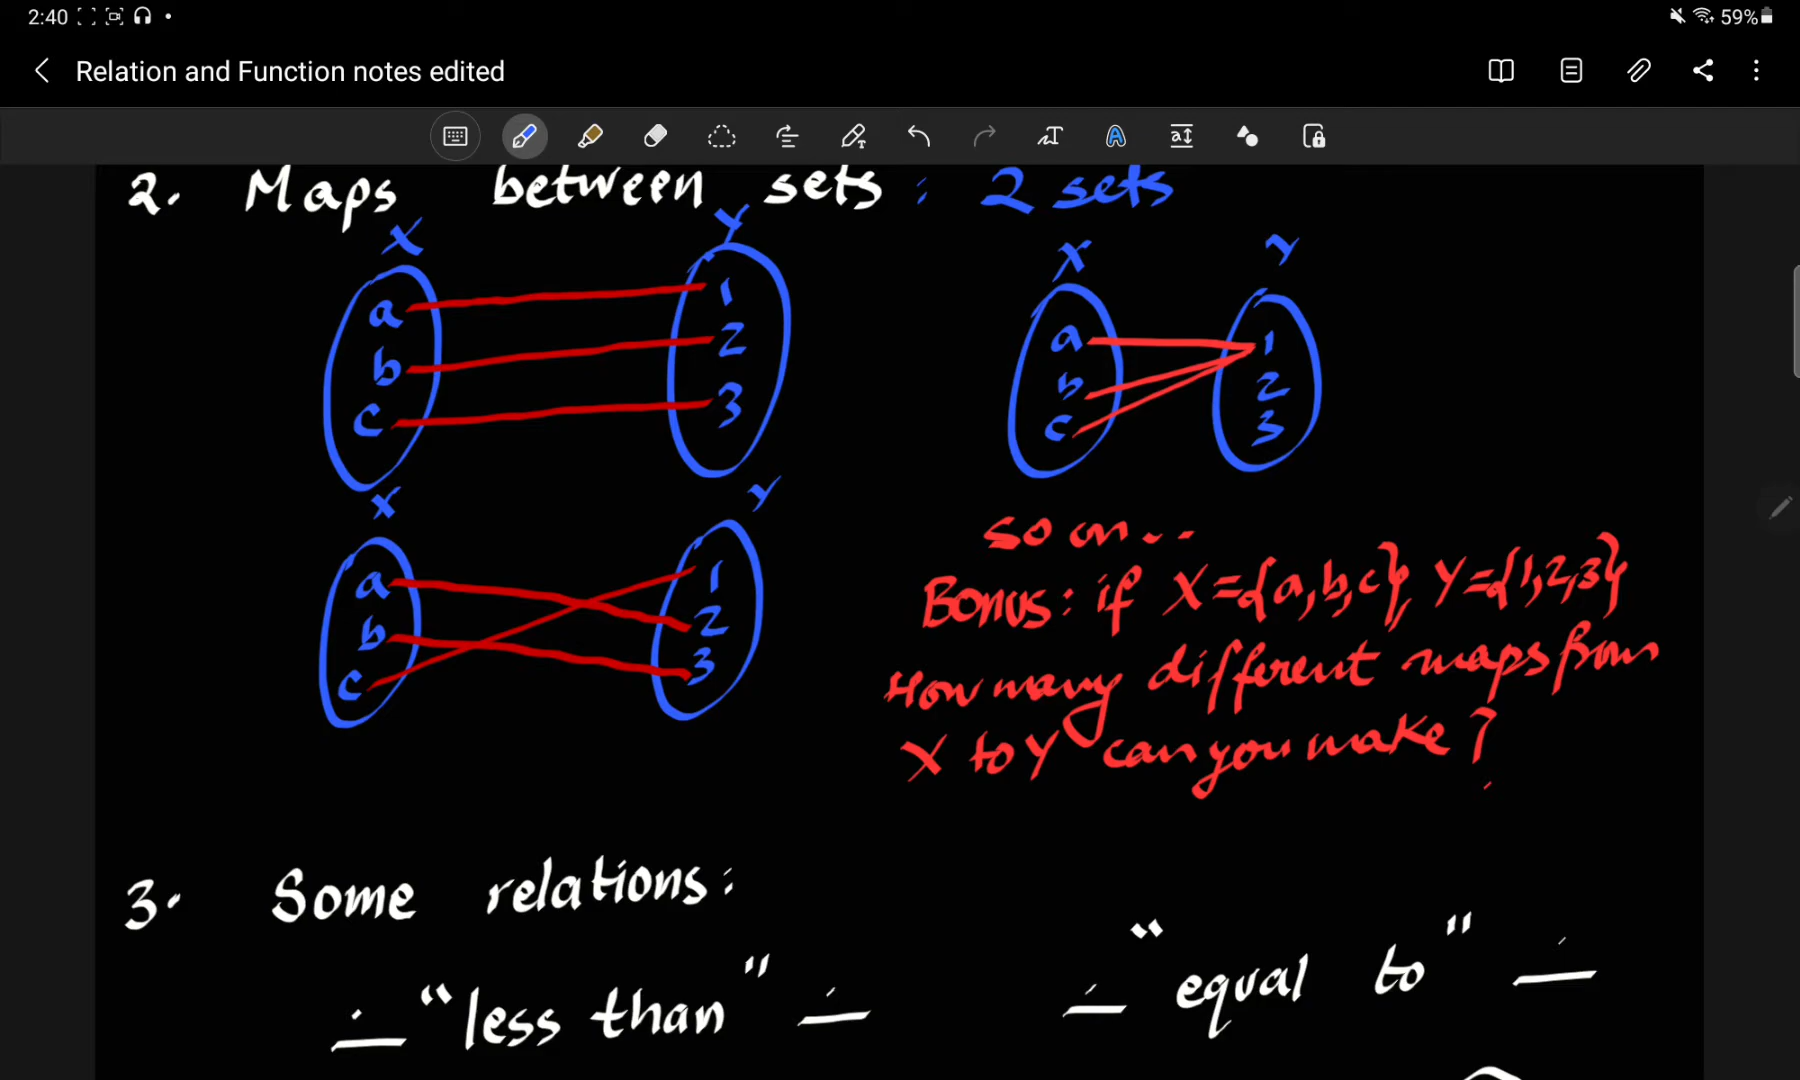 2:40
59%
Relation and Function notes edited
2. Maps between sets : 2 sets
X Y
a 1
b 2
c 3
X Y
a 1
b 2
c 3
X Y
a 1
b 2
c 3
so on...
Bonus: if X={a,b,c}, Y={1,2,3}
How many different maps from
X to Y can you make?
3. Some relations:
"less than" "equal to"